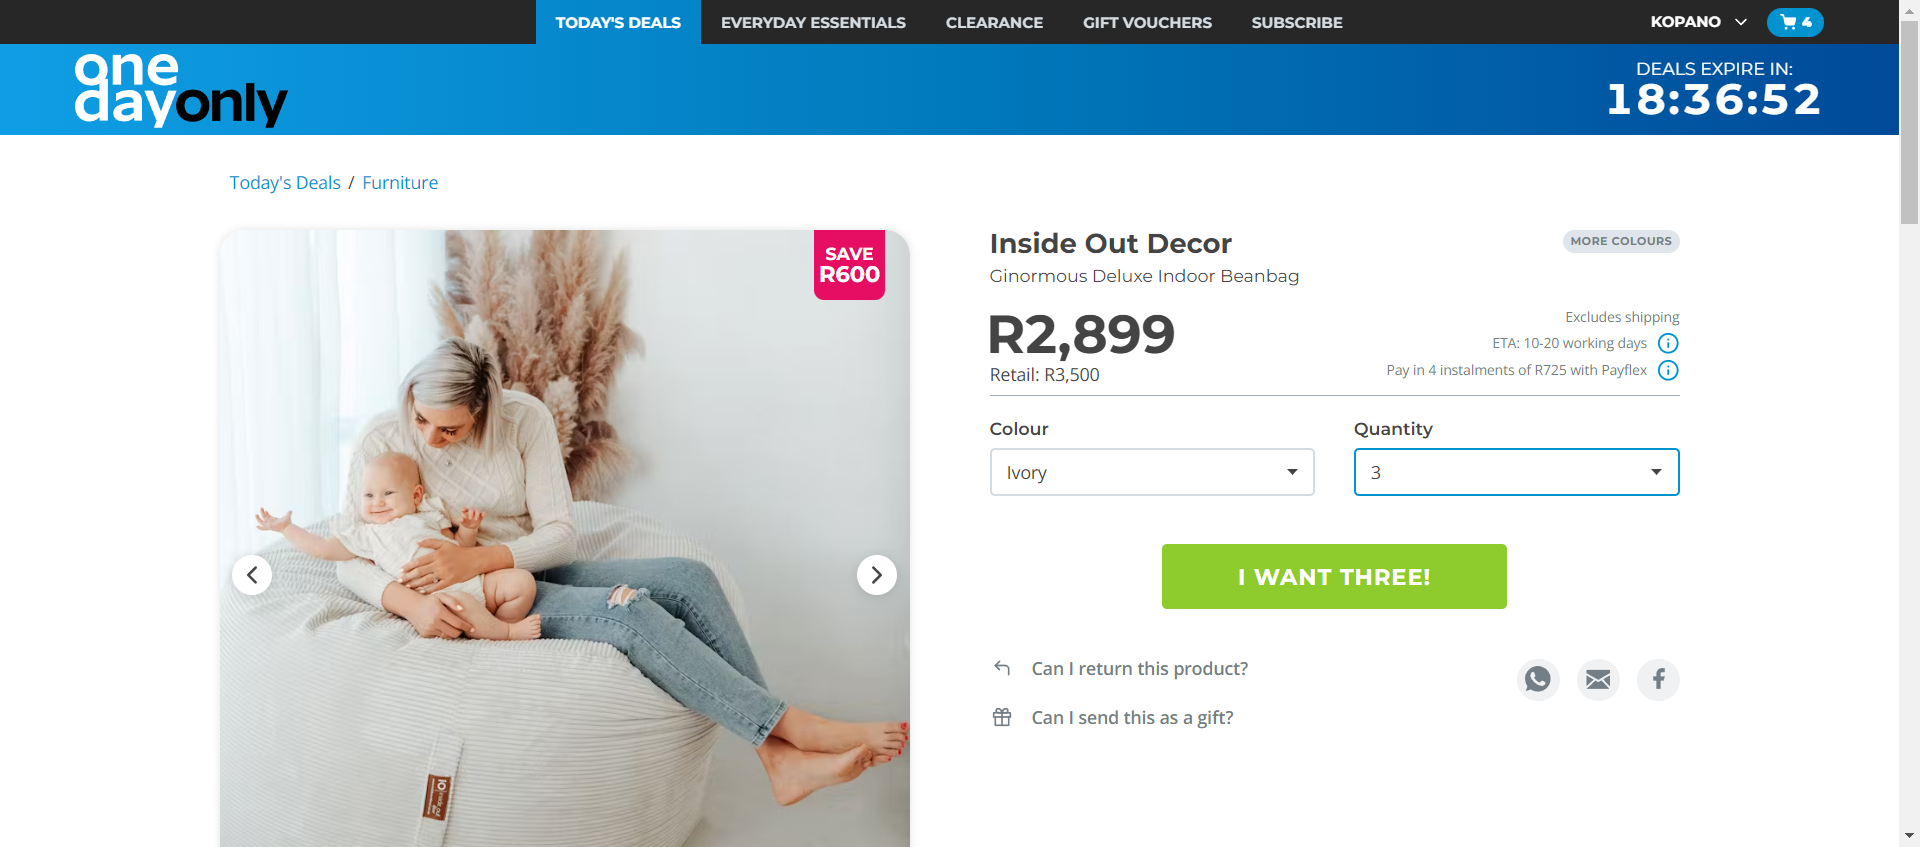 TODAY'S DEALS EVERYDAY ESSENTIALS CLEARANCE GIFT VOUCHERS SUBSCRIBE KOPANO 4
one
dayonly
DEALS EXPIRE IN:
18:36:52
Today's Deals / Furniture
SAVE
R600
Inside Out Decor
MORE COLOURS
Ginormous Deluxe Indoor Beanbag
R2,899
Retail: R3,500
Excludes shipping
ETA: 10-20 working days
Pay in 4 instalments of R725 with Payflex
Colour Quantity
Ivory 3
I WANT THREE!
Can I return this product?
Can I send this as a gift?